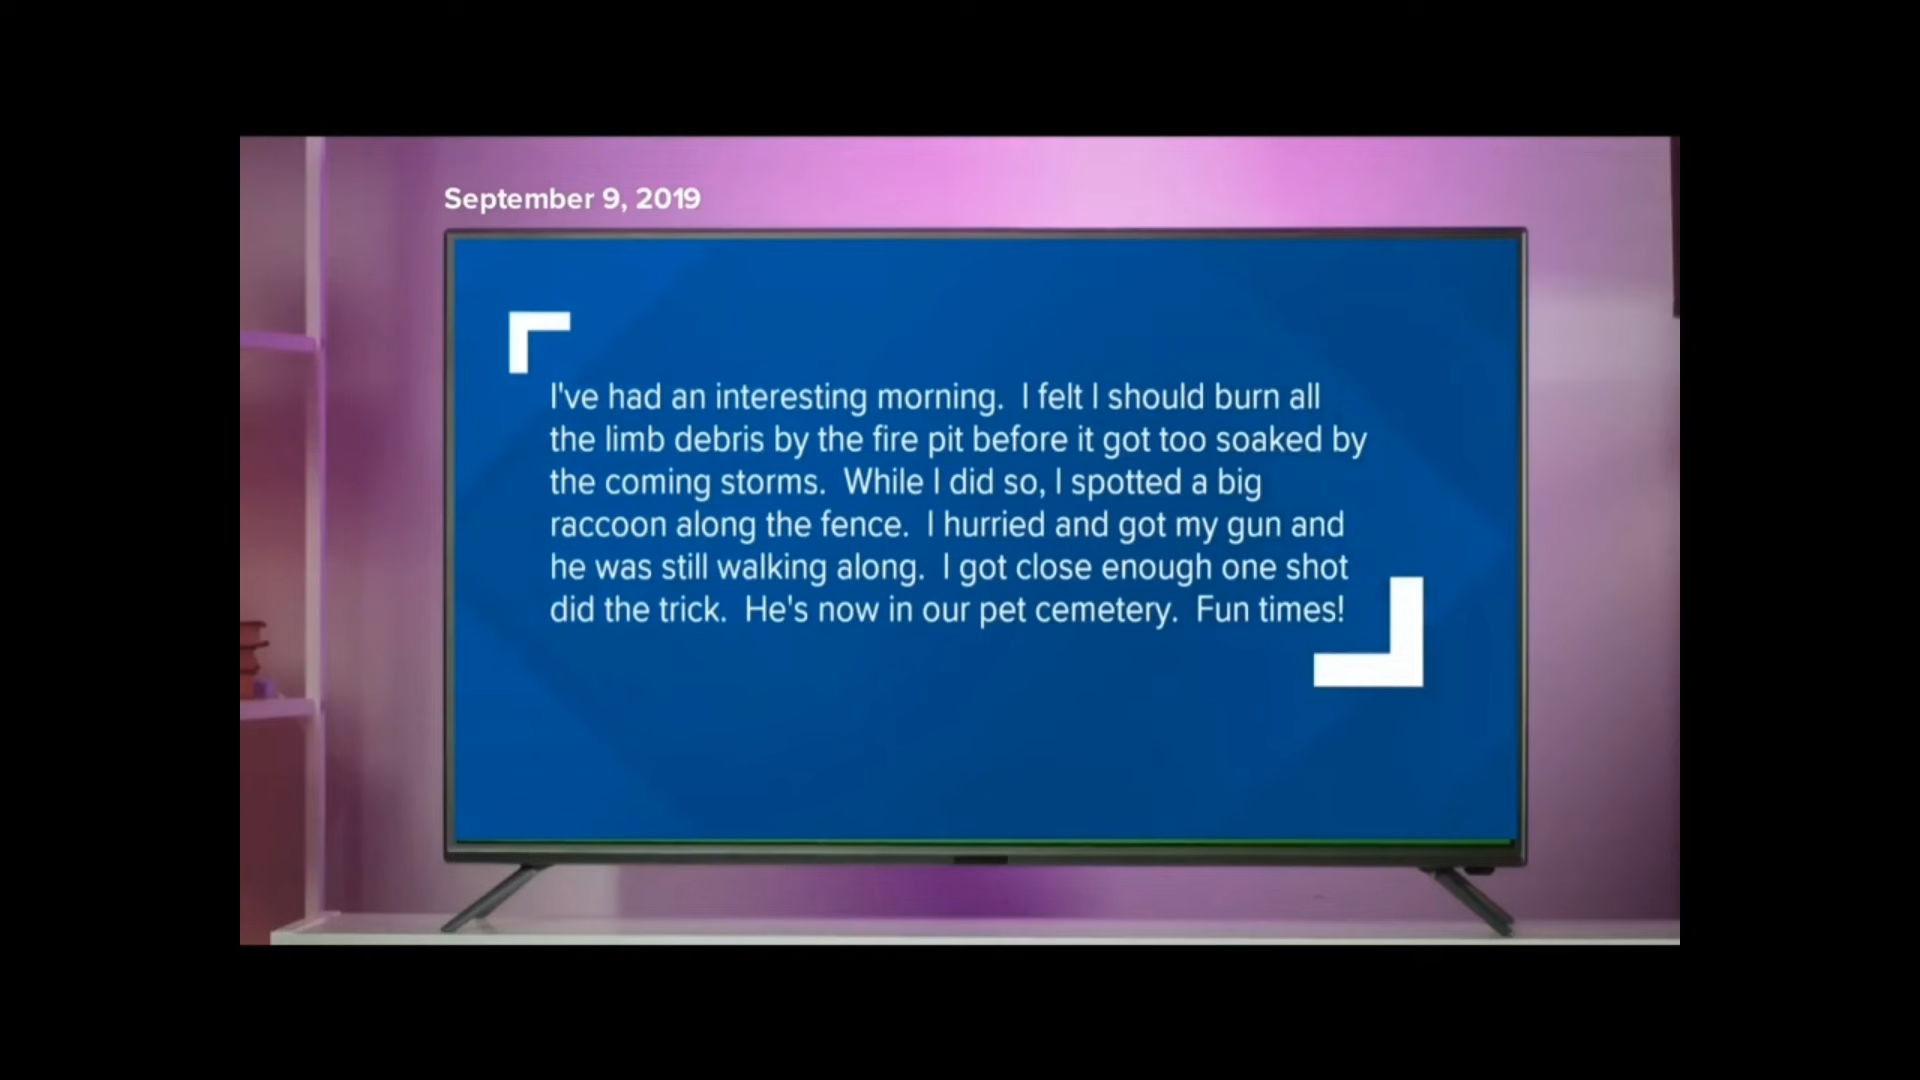 September 9, 2019
I've had an interesting morning.  I felt I should burn all
the limb debris by the fire pit before it got too soaked by
the coming storms.  While I did so, I spotted a big
raccoon along the fence.  I hurried and got my gun and
he was still walking along.  I got close enough one shot
did the trick.  He's now in our pet cemetery.  Fun times!